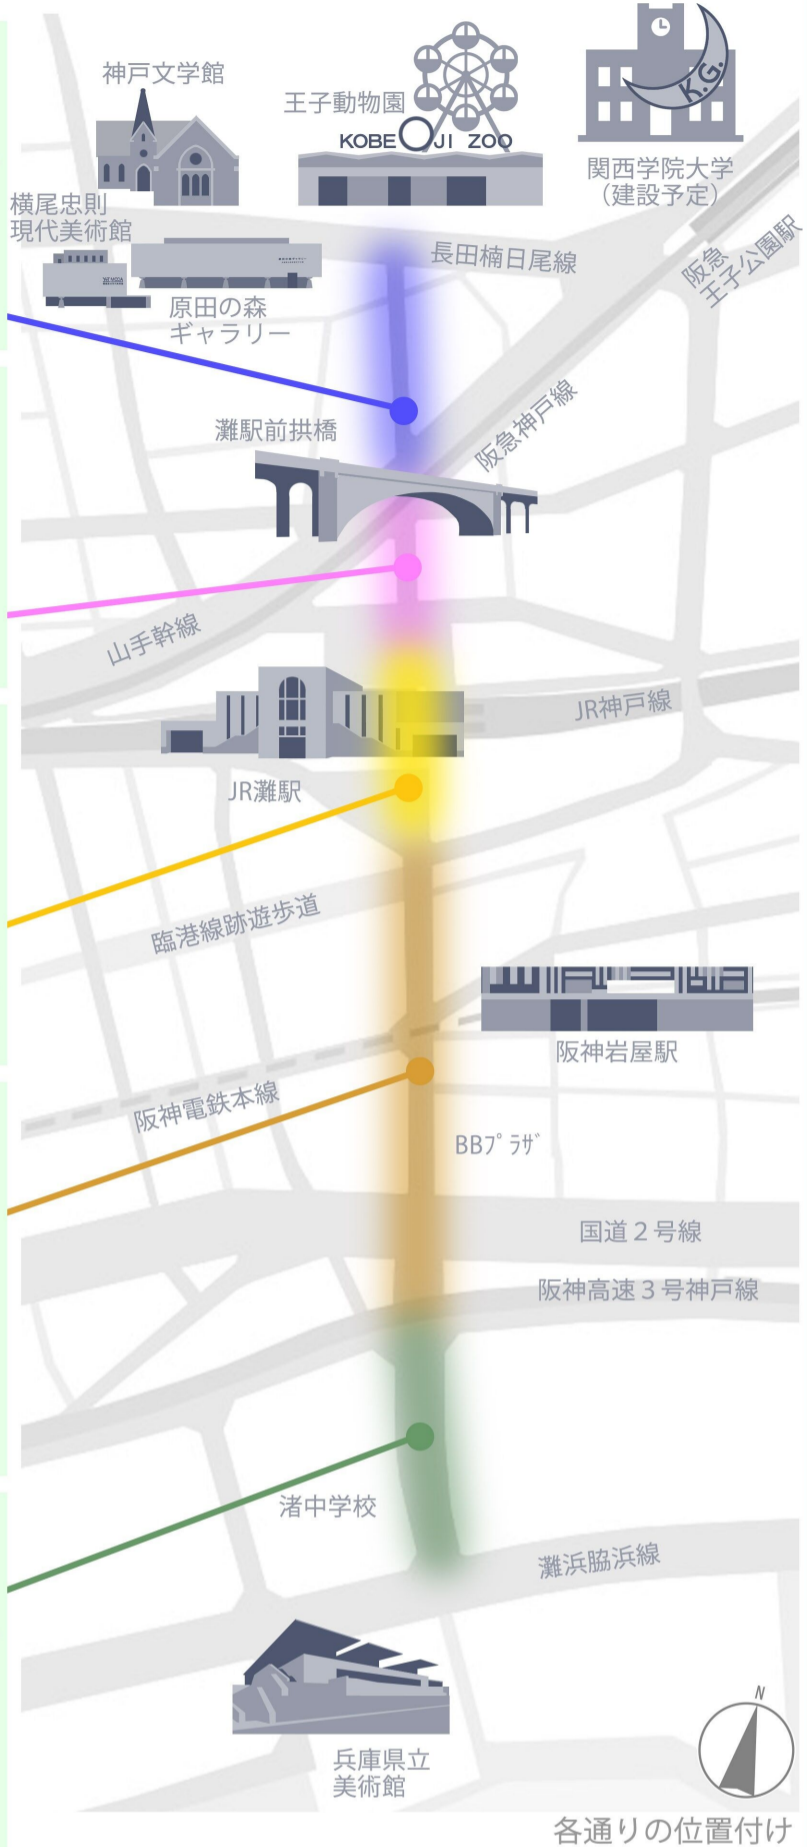 神戸文学館
王子動物園
KOBE OJI ZOO
K.G.
関西学院大学
（建設予定）
横尾忠則
現代美術館
原田の森
ギャラリー
長田楠日尾線
阪急
王子公園駅
灘駅前拱橋
阪急神戸線
山手幹線
JR神戸線
JR灘駅
臨港線跡遊歩道
阪神岩屋駅
阪神電鉄本線
BBﾌﾟﾗｻﾞ
国道２号線
阪神高速３号神戸線
渚中学校
灘浜脇浜線
兵庫県立
美術館
N
各通りの位置付け